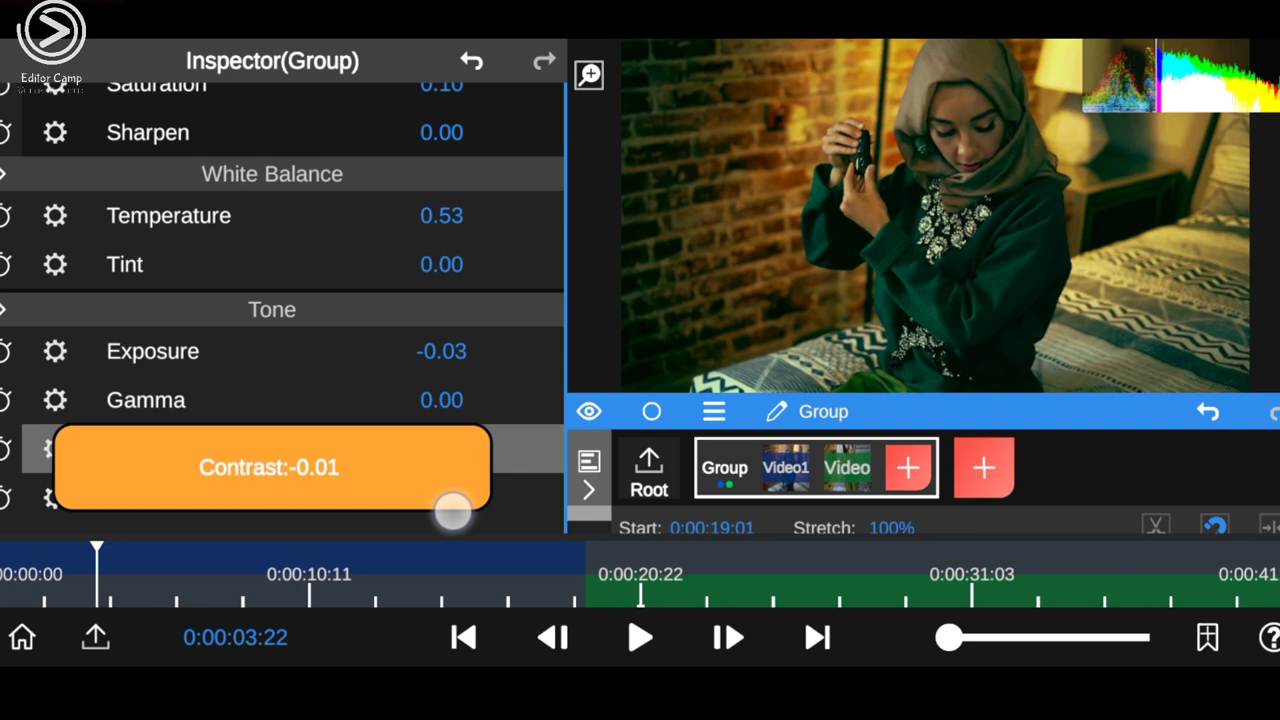 Editor Camp
Inspector(Group)
Saturation 0.10
Sharpen 0.00
White Balance
Temperature 0.53
Tint 0.00
Tone
Exposure -0.03
Gamma 0.00
Contrast:-0.01
Group
Root
Group
Video1
Video
Start: 0:00:19:01 Stretch: 100%
00:00:00 0:00:10:11 0:00:20:22 0:00:31:03 0:00:41
0:00:03:22